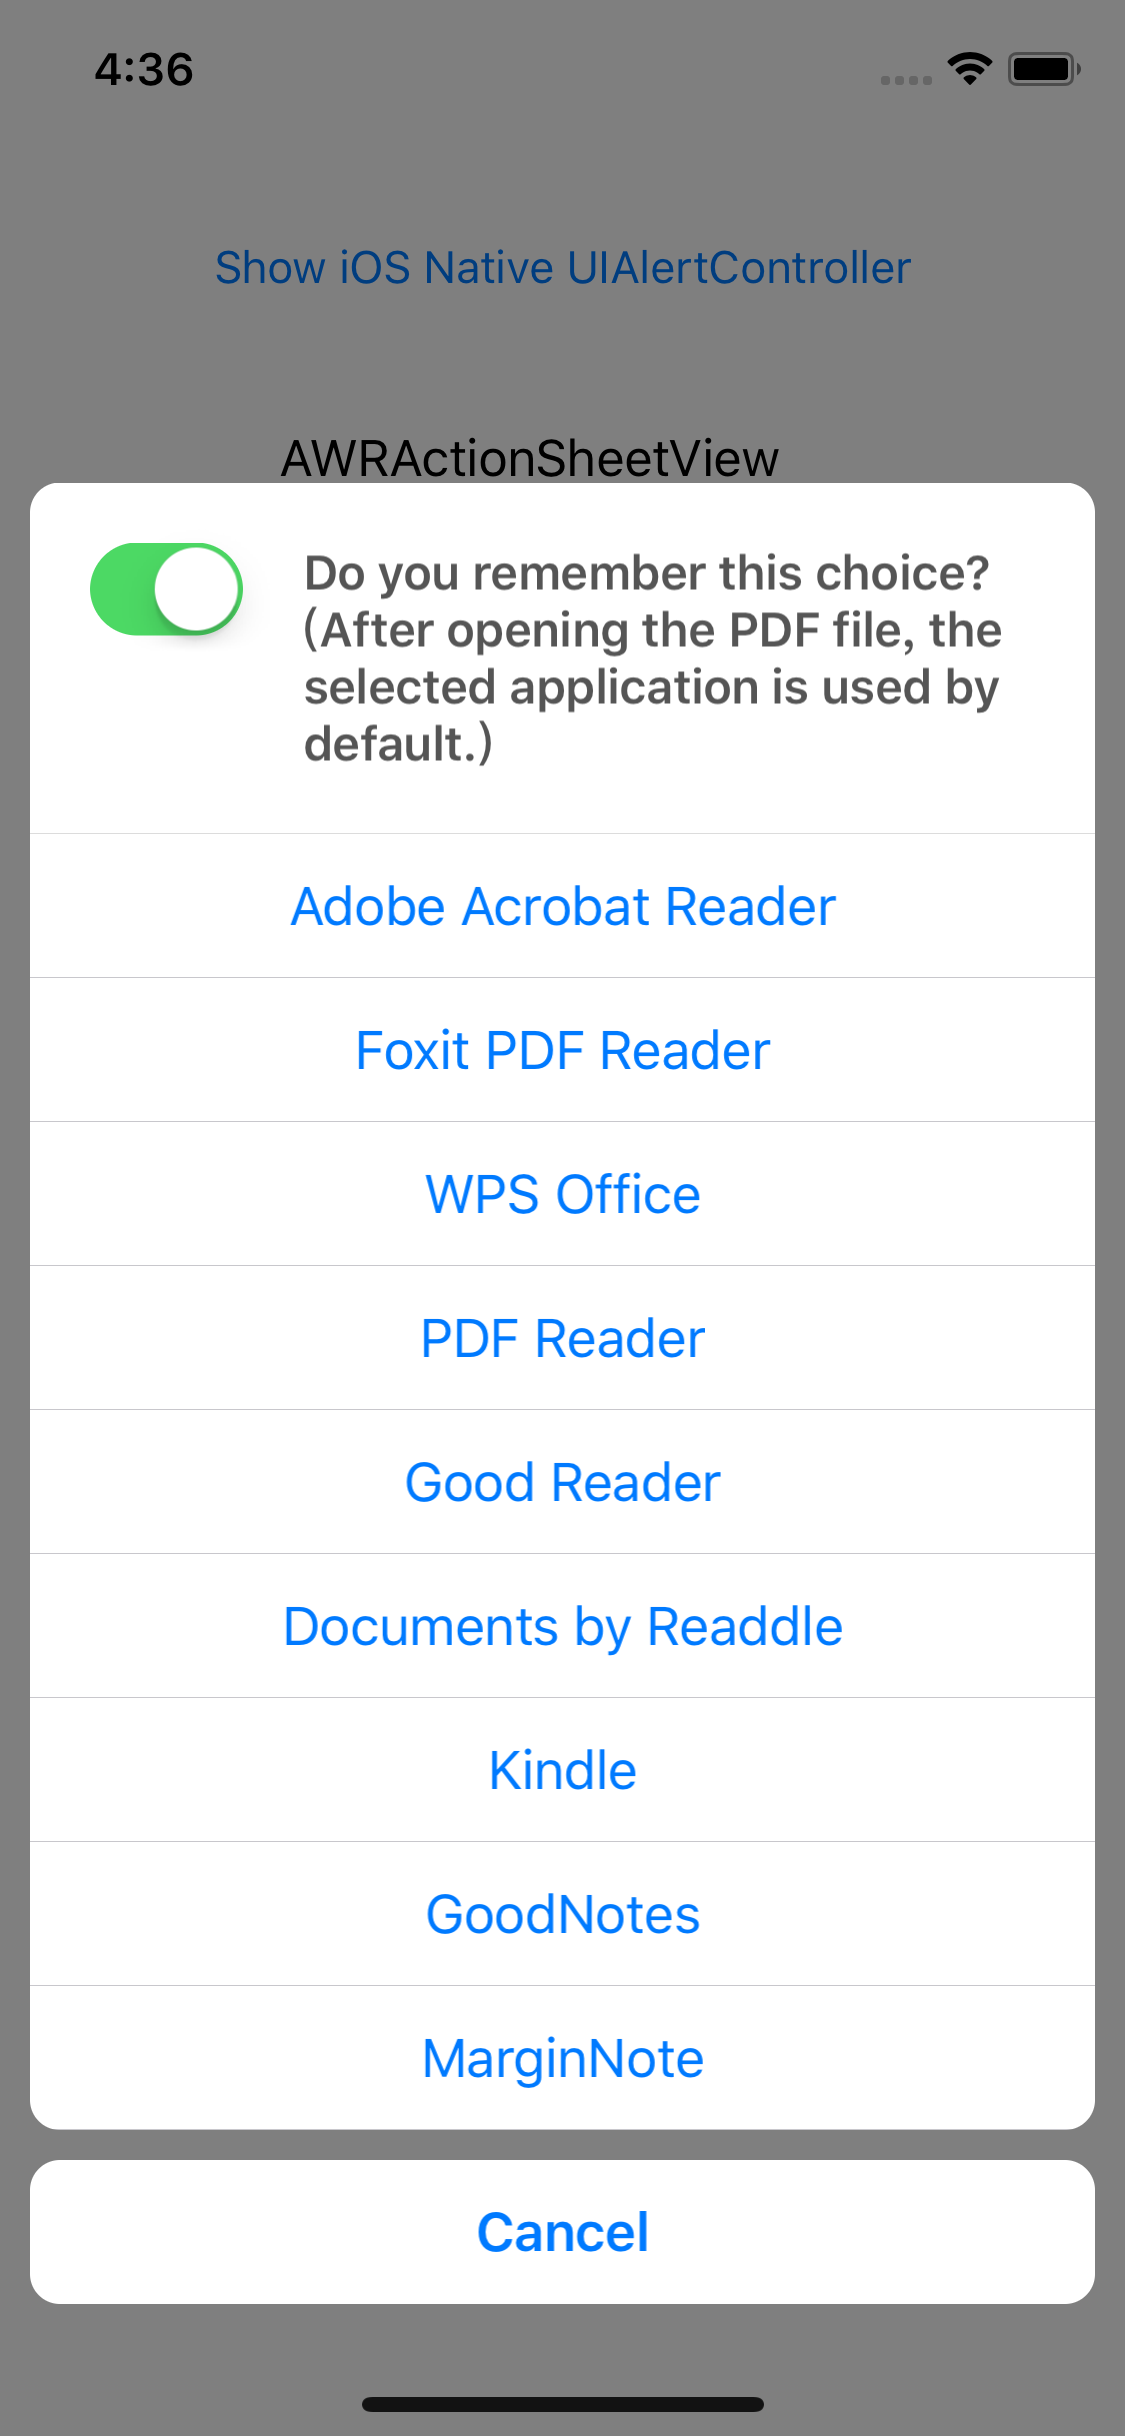 4:36
Show iOS Native UIAlertController
AWRActionSheetView
Do you remember this choice?
(After opening the PDF file, the
selected application is used by
default.)
Adobe Acrobat Reader
Foxit PDF Reader
WPS Office
PDF Reader
Good Reader
Documents by Readdle
Kindle
GoodNotes
MarginNote
Cancel